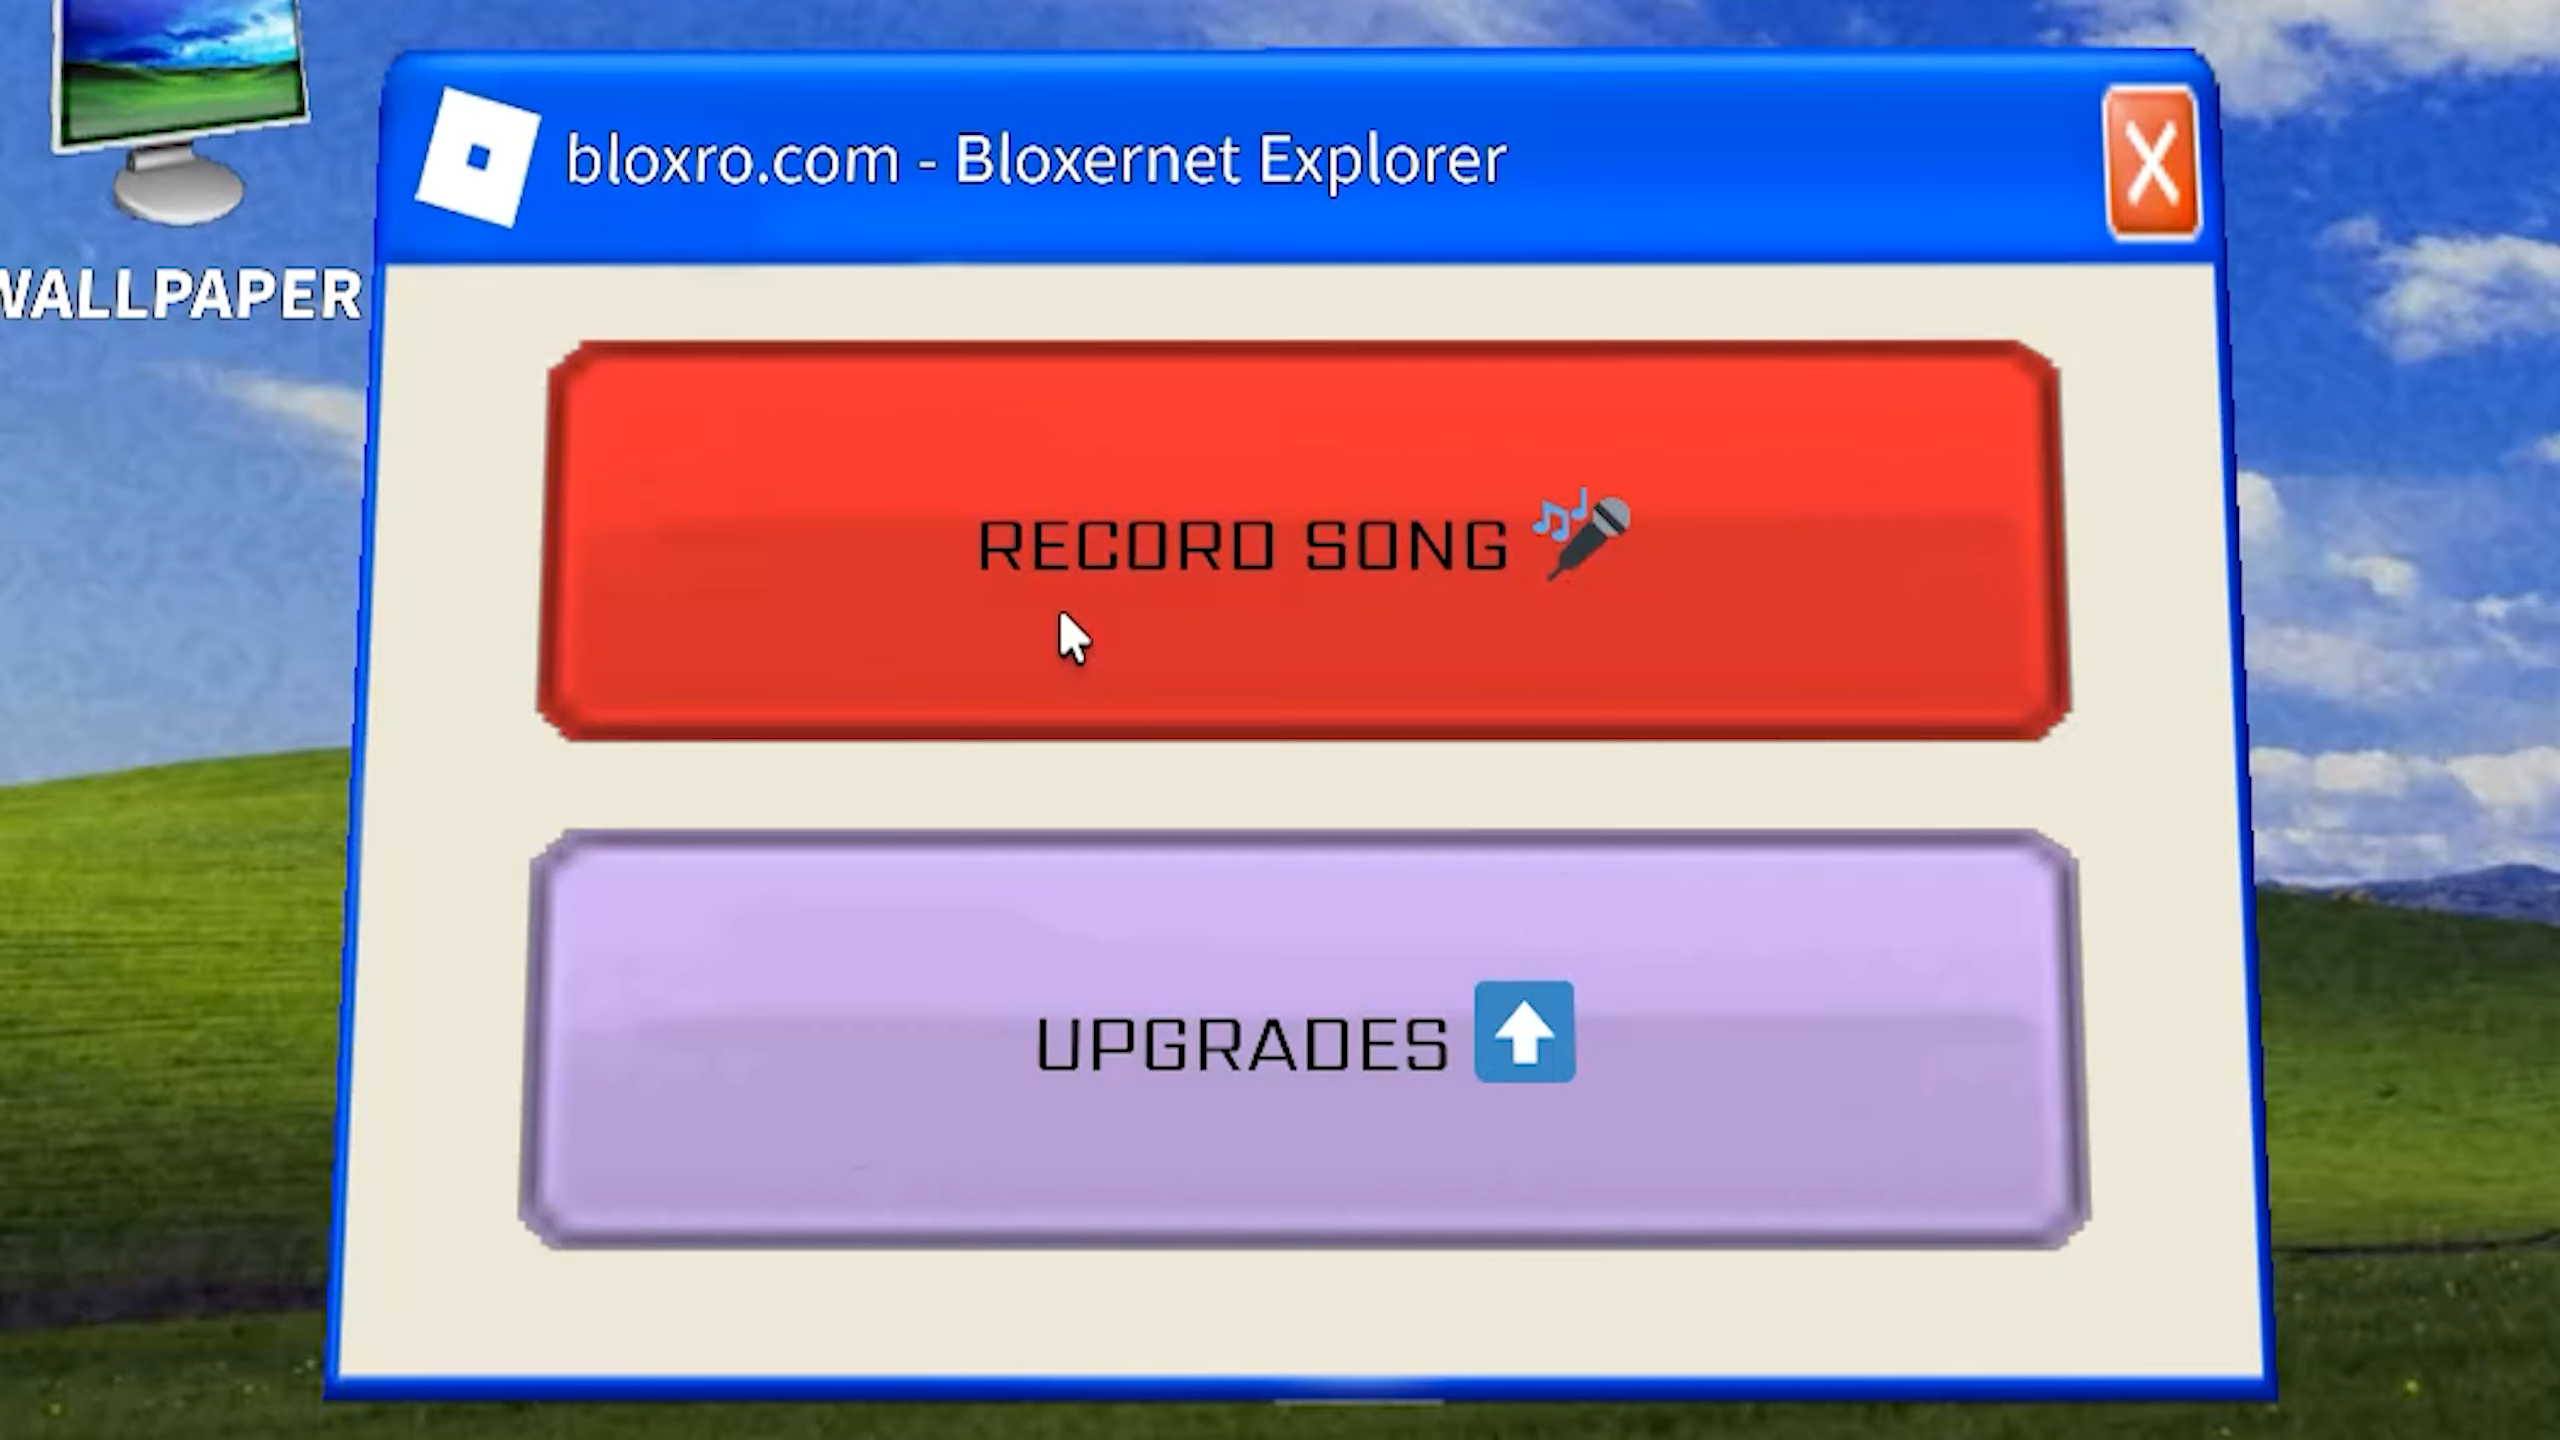 bloxro.com - Bloxernet Explorer
X
WALLPAPER
RECORD SONG
UPGRADES